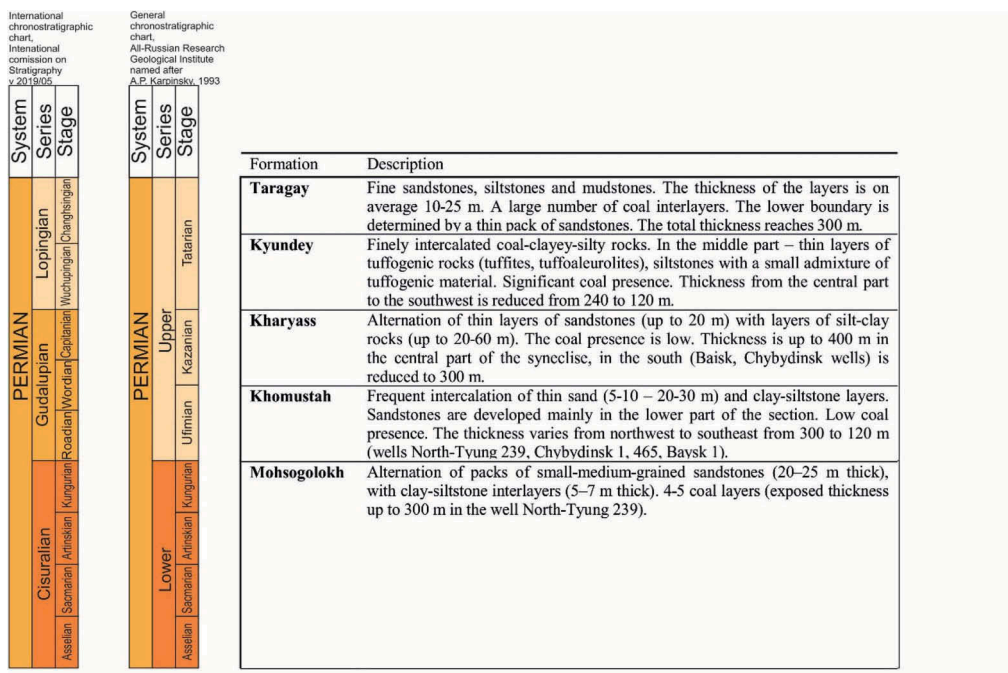 International
chronostratigraphic
chart,
Intenational
comission on
Stratigraphy
v 2019/05
General
chronostratigraphic
chart,
All-Russian Research
Geological Institute
named after
A.P. Karpinsky, 1993
System
Series
Stage
System
Series
Stage
PERMIAN
Lopingian
Changhsingian
Wuchupingian
Gudalupian
Capitanian
Wordian
Roadian
Cisuralian
Kungurian
Artinskian
Sacmarian
Asselian
PERMIAN
Upper
Tatarian
Kazanian
Ufimian
Lower
Kungurian
Artinskian
Sacmarian
Asselian
Formation Description
Taragay Fine sandstones, siltstones and mudstones. The thickness of the layers is on
average 10-25 m. A large number of coal interlayers. The lower boundary is
determined by a thin pack of sandstones. The total thickness reaches 300 m.
Kyundey Finely intercalated coal-clayey-silty rocks. In the middle part – thin layers of
tuffogenic rocks (tuffites, tuffoaleurolites), siltstones with a small admixture of
tuffogenic material. Significant coal presence. Thickness from the central part
to the southwest is reduced from 240 to 120 m.
Kharyass Alternation of thin layers of sandstones (up to 20 m) with layers of silt-clay
rocks (up to 20-60 m). The coal presence is low. Thickness is up to 400 m in
the central part of the syneclise, in the south (Baisk, Chybydinsk wells) is
reduced to 300 m.
Khomustah Frequent intercalation of thin sand (5-10 – 20-30 m) and clay-siltstone layers.
Sandstones are developed mainly in the lower part of the section. Low coal
presence. The thickness varies from northwest to southeast from 300 to 120 m
(wells North-Tyung 239, Chybydinsk 1, 465, Baysk 1).
Mohsogolokh Alternation of packs of small-medium-grained sandstones (20–25 m thick),
with clay-siltstone interlayers (5–7 m thick). 4-5 coal layers (exposed thickness
up to 300 m in the well North-Tyung 239).